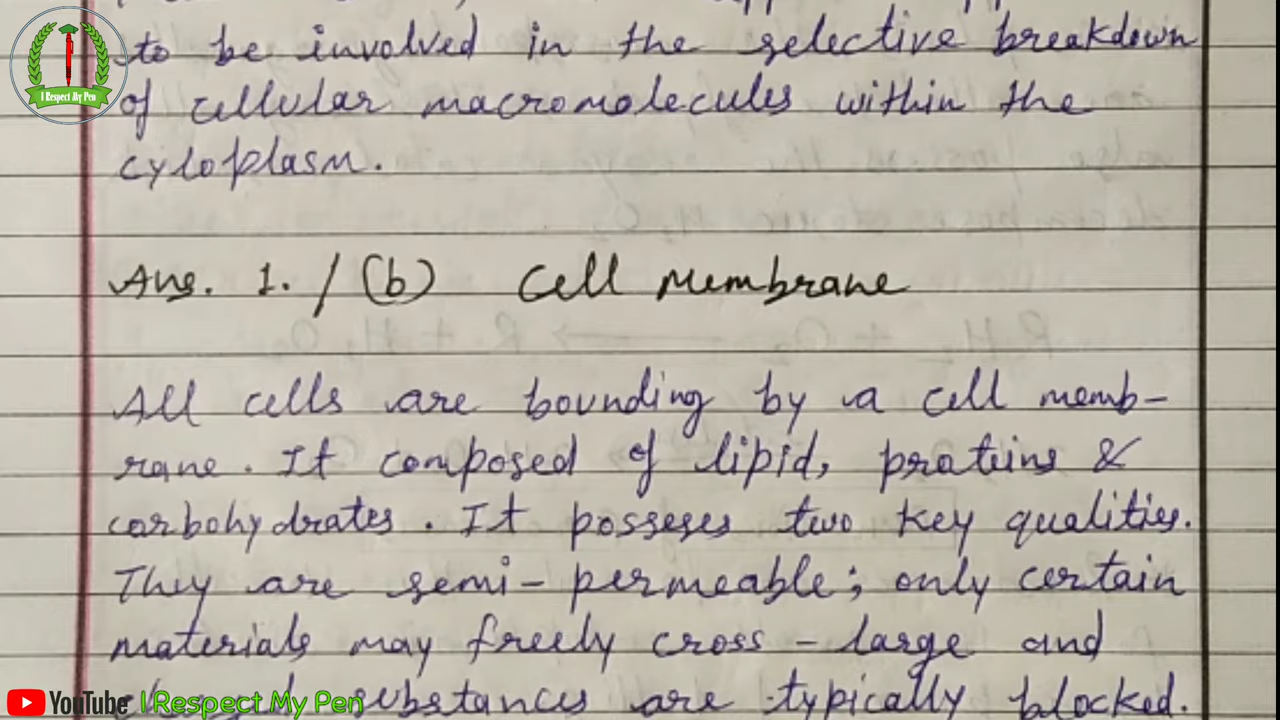 to be involved in the selective breakdown
of cellular macromolecules within the
cytoplasm.
Ans. 1. / (b) Cell membrane
All cells are bounding by a cell memb-
rane. It composed of lipid, proteins &
carbohydrates. It posseses two key qualities.
They are semi-permeable; only certain
materials may freely cross - large and
substances are typically blocked.
I Respect My Pen
YouTube I Respect My Pen